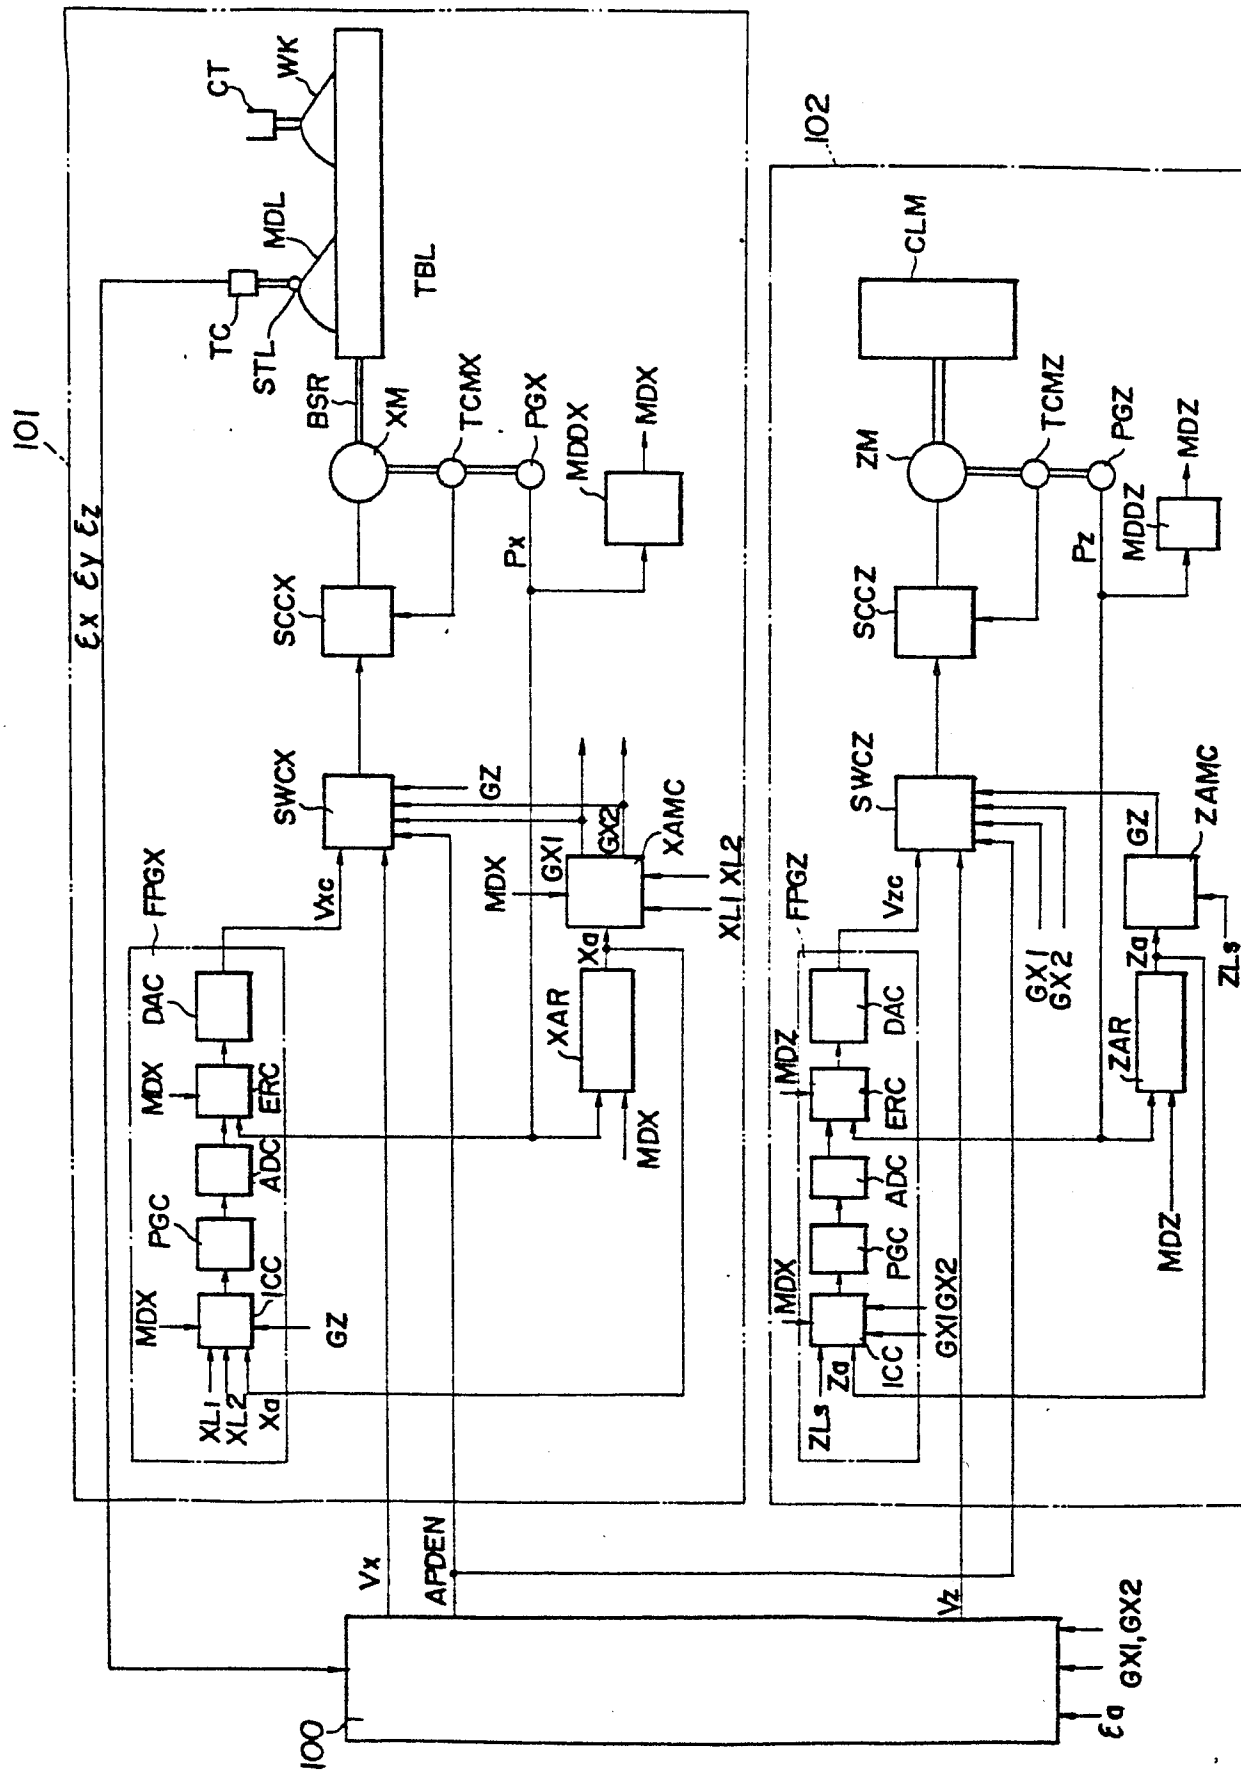 101
εx εy εz
TC
STL
MDL
CT
WK
TBL
BSR
XM
TCMX
PGX
MDDX
MDX
Px
SCCX
SWCX
GZ
GX1
GX2
XAMC
MDX
XL1 XL2
Xa
XAR
MDX
Vxc
FPGX
DAC
MDX
ERC
ADC
PGC
ICC
MDX
GZ
XL1
XL2
Xa
Vx
APDEN
Vz
100
εa
GX1, GX2
102
CLM
ZM
TCMZ
PGZ
MDDZ
MDZ
Pz
SCCZ
SWCZ
GX1
GX2
GZ
ZAMC
ZLs
Za
ZAR
MDZ
Vzc
FPGZ
DAC
MDZ
ERC
ADC
PGC
MDX
GX1 GX2
ICC
Za
ZLs